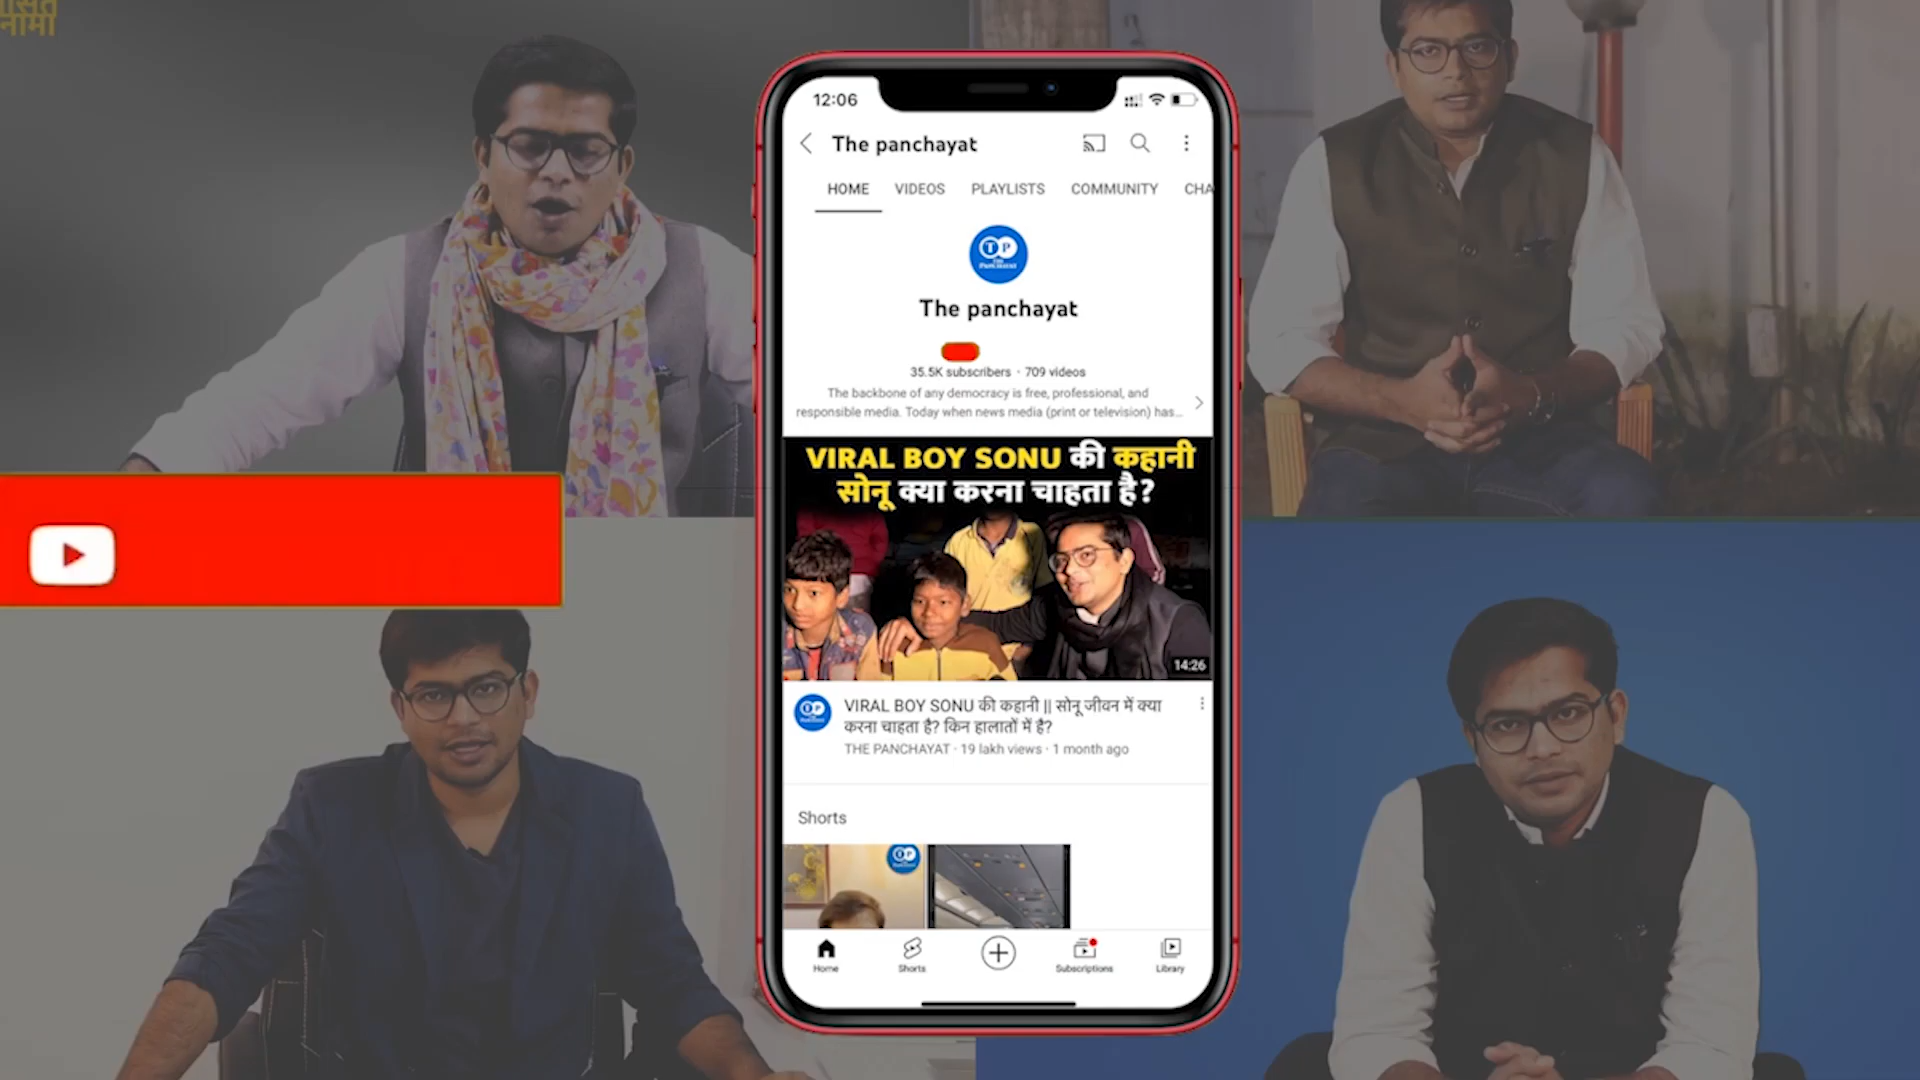 नामा
12:06
The panchayat
HOME VIDEOS PLAYLISTS COMMUNITY CHA
T P
The panchayat
35.5K subscribers · 709 videos
The backbone of any democracy is free, professional, and
responsible media. Today when news media (print or television) has...
VIRAL BOY SONU की कहानी
सोनू क्या करना चाहता है?
14:26
VIRAL BOY SONU की कहानी || सोनू जीवन में क्या
करना चाहता है? किन हालातों में है?
THE PANCHAYAT · 19 lakh views · 1 month ago
Shorts
Home Shorts Subscriptions Library